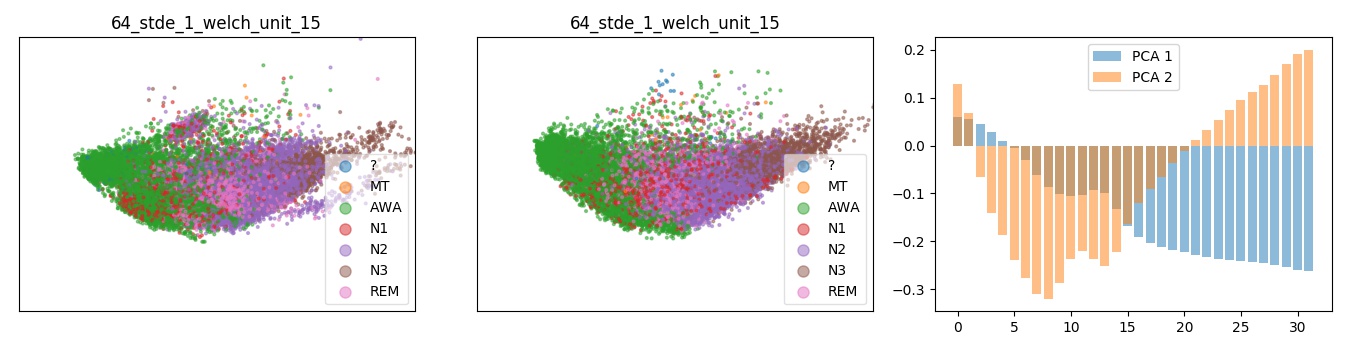 64_stde_1_welch_unit_15
?
MT
AWA
N1
N2
N3
REM
64_stde_1_welch_unit_15
?
MT
AWA
N1
N2
N3
REM
PCA 1
PCA 2
0.2
0.1
0.0
−0.1
−0.2
−0.3
0 5 10 15 20 25 30